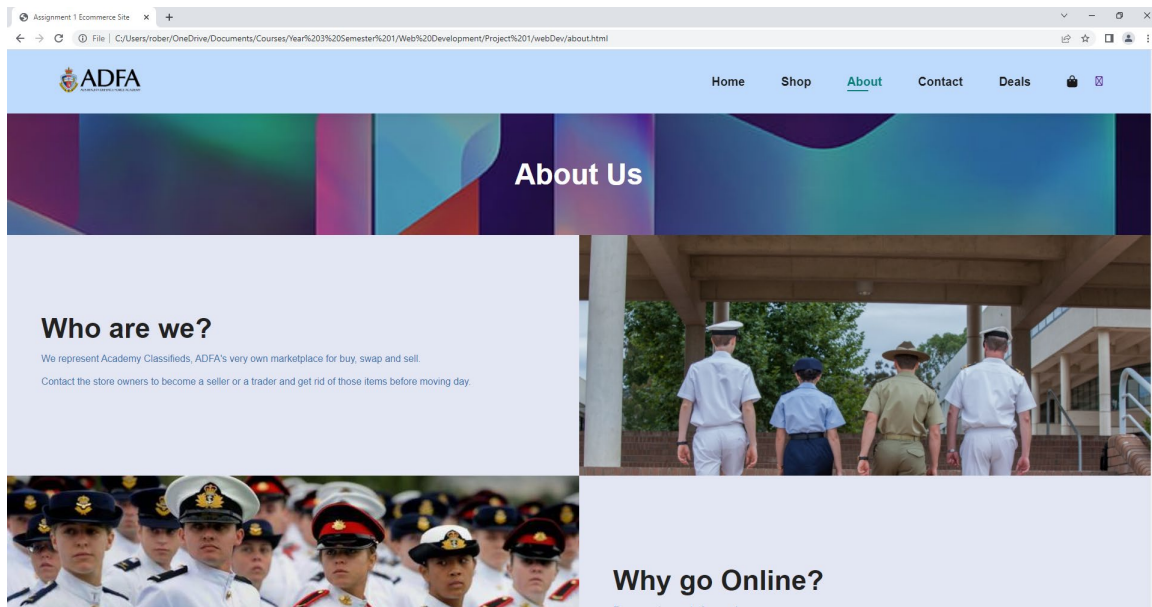 Assignment 1 Ecommerce Site
File | C:/Users/rober/OneDrive/Documents/Courses/Year%203%20Semester%201/Web%20Development/Project%201/webDev/about.html
ADFA
Home Shop About Contact Deals
About Us
Who are we?
We represent Academy Classifieds, ADFA's very own marketplace for buy, swap and sell.
Contact the store owners to become a seller or a trader and get rid of those items before moving day.
Why go Online?